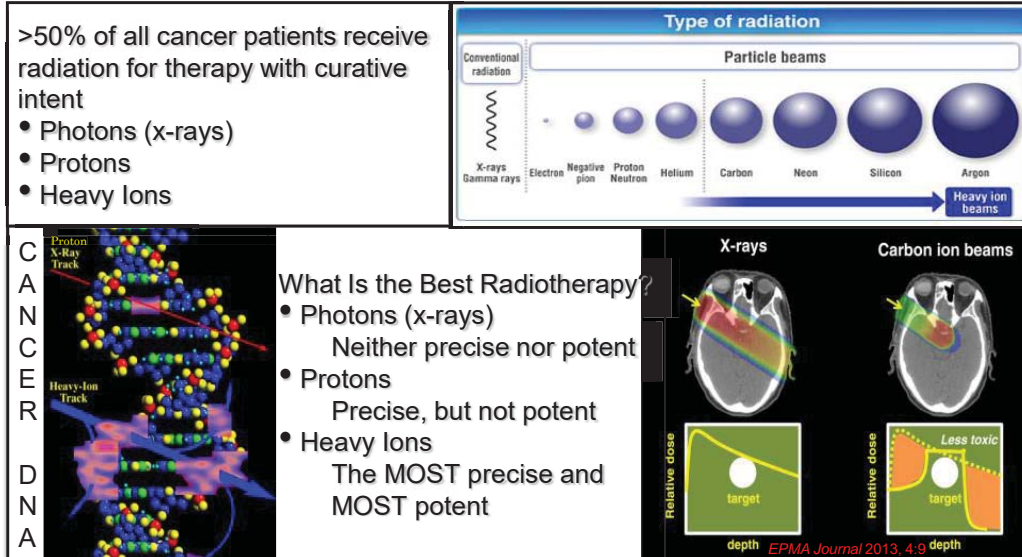 >50% of all cancer patients receive
radiation for therapy with curative
intent
• Photons (x-rays)
• Protons
• Heavy Ions
Type of radiation
Conventional
radiation
Particle beams
X-rays
Gamma rays
Electron
Negative
pion
Proton
Neutron
Helium
Carbon
Neon
Silicon
Argon
Heavy ion
beams
C
A
N
C
E
R
D
N
A
Proton
X-Ray
Track
Heavy-Ion
Track
What Is the Best Radiotherapy?
• Photons (x-rays)
Neither precise nor potent
• Protons
Precise, but not potent
• Heavy Ions
The MOST precise and
MOST potent
X-rays
Carbon ion beams
Relative dose
target
depth
Relative dose
Less toxic
target
depth
EPMA Journal 2013, 4:9